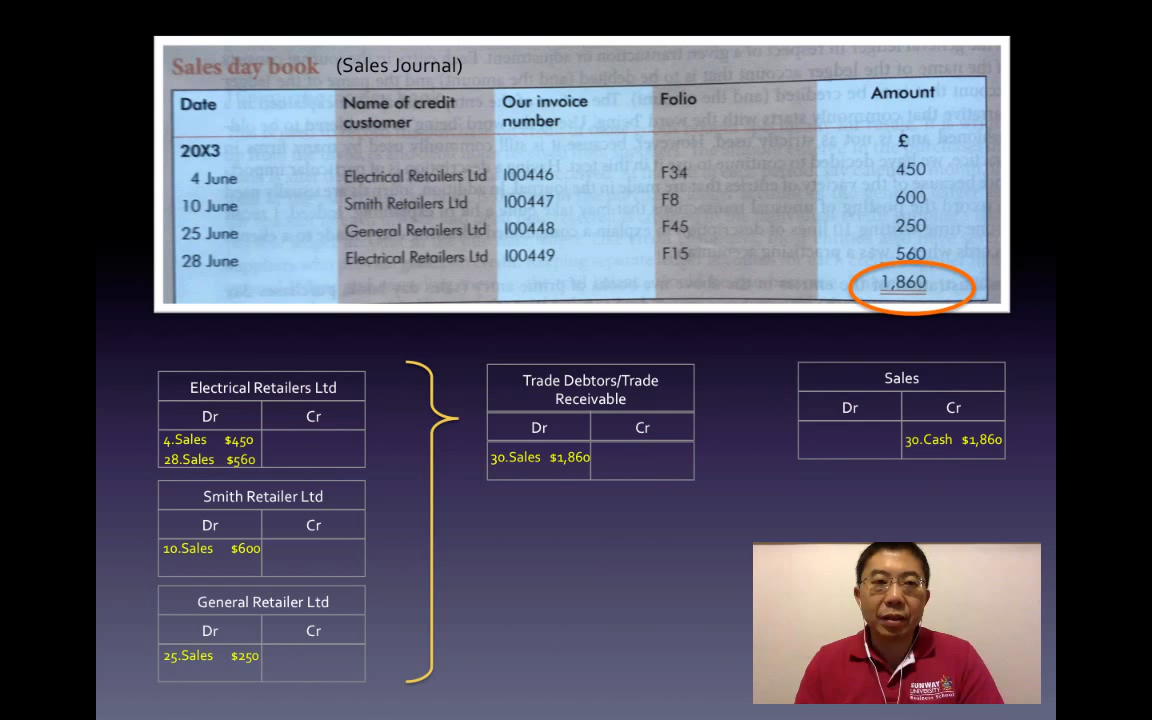 Sales day book (Sales Journal)
Date Name of credit customer Our invoice number Folio Amount
£
20X3
4 June Electrical Retailers Ltd I00446 F34 450
10 June Smith Retailers Ltd I00447 F8 600
25 June General Retailers Ltd I00448 F45 250
28 June Electrical Retailers Ltd I00449 F15 560
1,860
Electrical Retailers Ltd
Dr Cr
4.Sales $450
28.Sales $560
Smith Retailer Ltd
Dr Cr
10.Sales $600
General Retailer Ltd
Dr Cr
25.Sales $250
Trade Debtors/Trade
Receivable
Dr Cr
30.Sales $1,860
Sales
Dr Cr
30.Cash $1,860
SUNWAY
UNIVERSITY
Business School